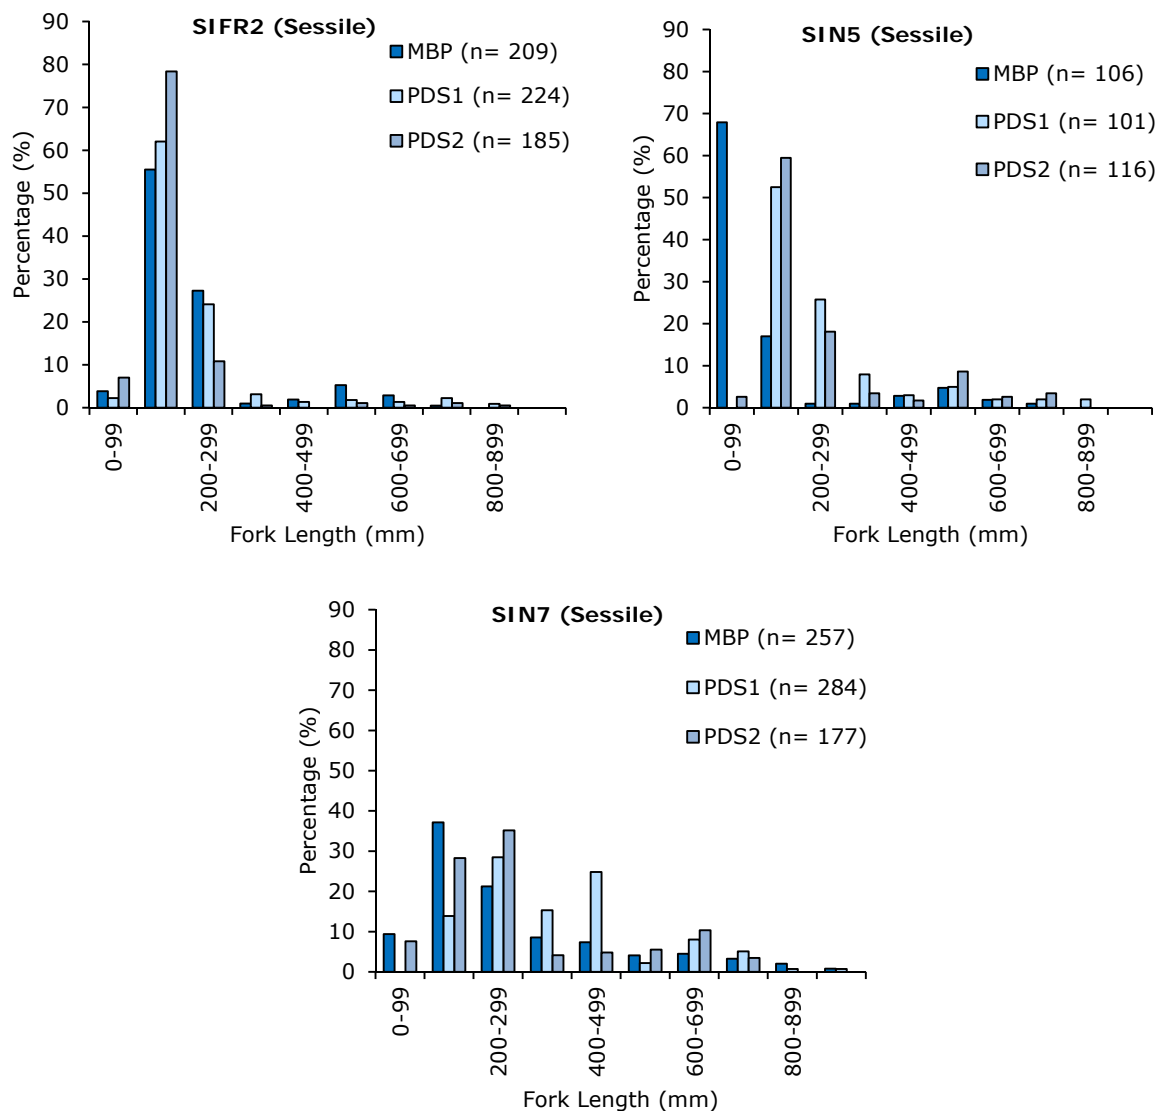 SIFR2 (Sessile)
MBP (n= 209)
PDS1 (n= 224)
PDS2 (n= 185)
Percentage (%)
90
80
70
60
50
40
30
20
10
0
0-99
200-299
400-499
600-699
800-899
Fork Length (mm)
SIN5 (Sessile)
MBP (n= 106)
PDS1 (n= 101)
PDS2 (n= 116)
Percentage (%)
90
80
70
60
50
40
30
20
10
0
0-99
200-299
400-499
600-699
800-899
Fork Length (mm)
SIN7 (Sessile)
MBP (n= 257)
PDS1 (n= 284)
PDS2 (n= 177)
Percentage (%)
90
80
70
60
50
40
30
20
10
0
0-99
200-299
400-499
600-699
800-899
Fork Length (mm)